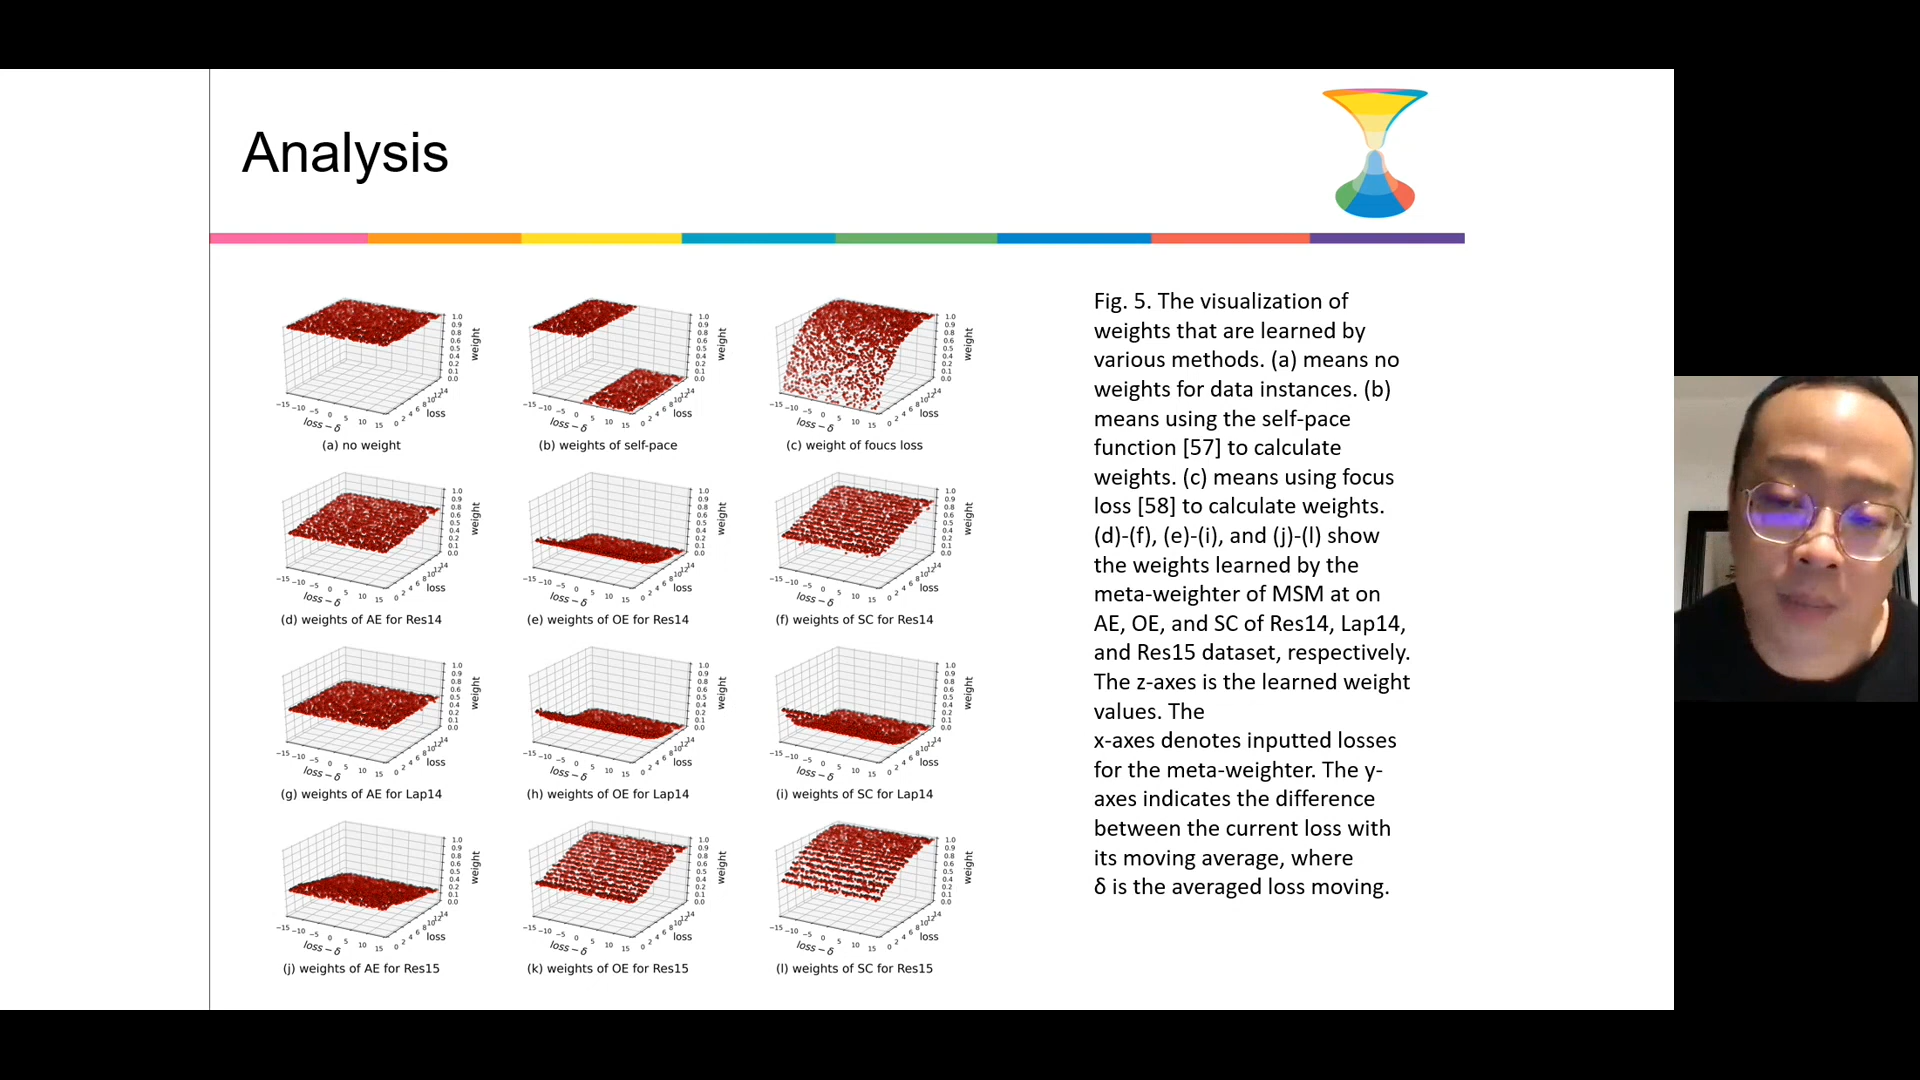 Analysis
1.0
0.9
0.8
0.6
0.5
0.4
0.2
0.1
0.0
weight
−15 −10 −5 0 5 10 15
loss − δ
0 2 4 6 8 10 12 14
loss
(a) no weight
1.0
0.9
0.8
0.6
0.5
0.4
0.2
0.1
0.0
weight
−15 −10 −5 0 5 10 15
loss − δ
0 2 4 6 8 10 12 14
loss
(b) weights of self-pace
1.0
0.9
0.8
0.6
0.5
0.4
0.2
0.1
0.0
weight
−15 −10 −5 0 5 10 15
loss − δ
0 2 4 6 8 10 12 14
loss
(c) weight of foucs loss
1.0
0.9
0.8
0.6
0.5
0.4
0.2
0.1
0.0
weight
−15 −10 −5 0 5 10 15
loss − δ
0 2 4 6 8 10 12 14
loss
(d) weights of AE for Res14
1.0
0.9
0.8
0.6
0.5
0.4
0.2
0.1
0.0
weight
−15 −10 −5 0 5 10 15
loss − δ
0 2 4 6 8 10 12 14
loss
(e) weights of OE for Res14
1.0
0.9
0.8
0.6
0.5
0.4
0.2
0.1
0.0
weight
−15 −10 −5 0 5 10 15
loss − δ
0 2 4 6 8 10 12 14
loss
(f) weights of SC for Res14
1.0
0.9
0.8
0.6
0.5
0.4
0.2
0.1
0.0
weight
−15 −10 −5 0 5 10 15
loss − δ
0 2 4 6 8 10 12 14
loss
(g) weights of AE for Lap14
1.0
0.9
0.8
0.6
0.5
0.4
0.2
0.1
0.0
weight
−15 −10 −5 0 5 10 15
loss − δ
0 2 4 6 8 10 12 14
loss
(h) weights of OE for Lap14
1.0
0.9
0.8
0.6
0.5
0.4
0.2
0.1
0.0
weight
−15 −10 −5 0 5 10 15
loss − δ
0 2 4 6 8 10 12 14
loss
(i) weights of SC for Lap14
1.0
0.9
0.8
0.6
0.5
0.4
0.2
0.1
0.0
weight
−15 −10 −5 0 5 10 15
loss − δ
0 2 4 6 8 10 12 14
loss
(j) weights of AE for Res15
1.0
0.9
0.8
0.6
0.5
0.4
0.2
0.1
0.0
weight
−15 −10 −5 0 5 10 15
loss − δ
0 2 4 6 8 10 12 14
loss
(k) weights of OE for Res15
1.0
0.9
0.8
0.6
0.5
0.4
0.2
0.1
0.0
weight
−15 −10 −5 0 5 10 15
loss − δ
0 2 4 6 8 10 12 14
loss
(l) weights of SC for Res15
Fig. 5. The visualization of
weights that are learned by
various methods. (a) means no
weights for data instances. (b)
means using the self-pace
function [57] to calculate
weights. (c) means using focus
loss [58] to calculate weights.
(d)-(f), (e)-(i), and (j)-(l) show
the weights learned by the
meta-weighter of MSM at on
AE, OE, and SC of Res14, Lap14,
and Res15 dataset, respectively.
The z-axes is the learned weight
values. The
x-axes denotes inputted losses
for the meta-weighter. The y-
axes indicates the difference
between the current loss with
its moving average, where
δ is the averaged loss moving.